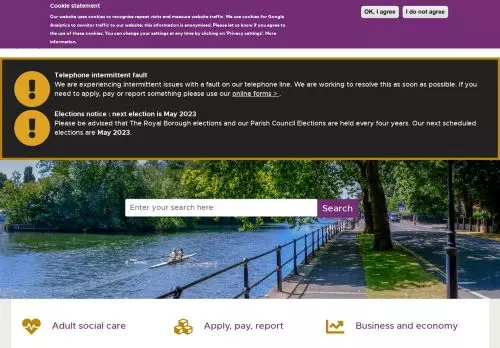 Cookie statement
Our website uses cookies to recognise repeat visits and measure website traffic. We use cookies for Google
Analytics to monitor traffic to our website; this information is anonymised. Please let us know if you agree to
the use of these cookies. You can change your settings at any time by clicking on 'Privacy settings'. More
information.
OK, I agree
I do not agree
Telephone intermittent fault
We are experiencing intermittent issues with a fault on our telephone line. We are working to resolve this as soon as possible. If you
need to apply, pay or report something please use our online forms > .
Elections notice : next election is May 2023
Please be advised that The Royal Borough elections and our Parish Council Elections are held every four years. Our next scheduled
elections are May 2023.
Enter your search here
Search
Adult social care
Apply, pay, report
Business and economy